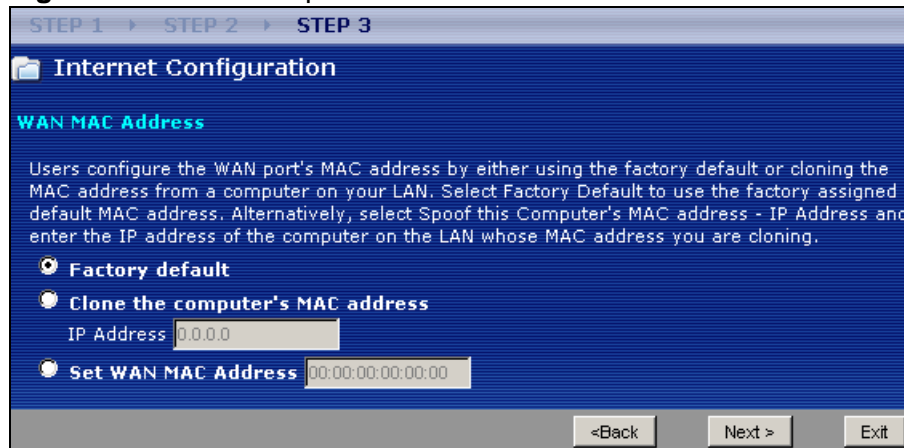 STEP 1 › STEP 2 › STEP 3
Internet Configuration
WAN MAC Address
Users configure the WAN port's MAC address by either using the factory default or cloning the
MAC address from a computer on your LAN. Select Factory Default to use the factory assigned
default MAC address. Alternatively, select Spoof this Computer's MAC address - IP Address and
enter the IP address of the computer on the LAN whose MAC address you are cloning.
Factory default
Clone the computer's MAC address
IP Address 0.0.0.0
Set WAN MAC Address 00:00:00:00:00:00
<Back Next > Exit